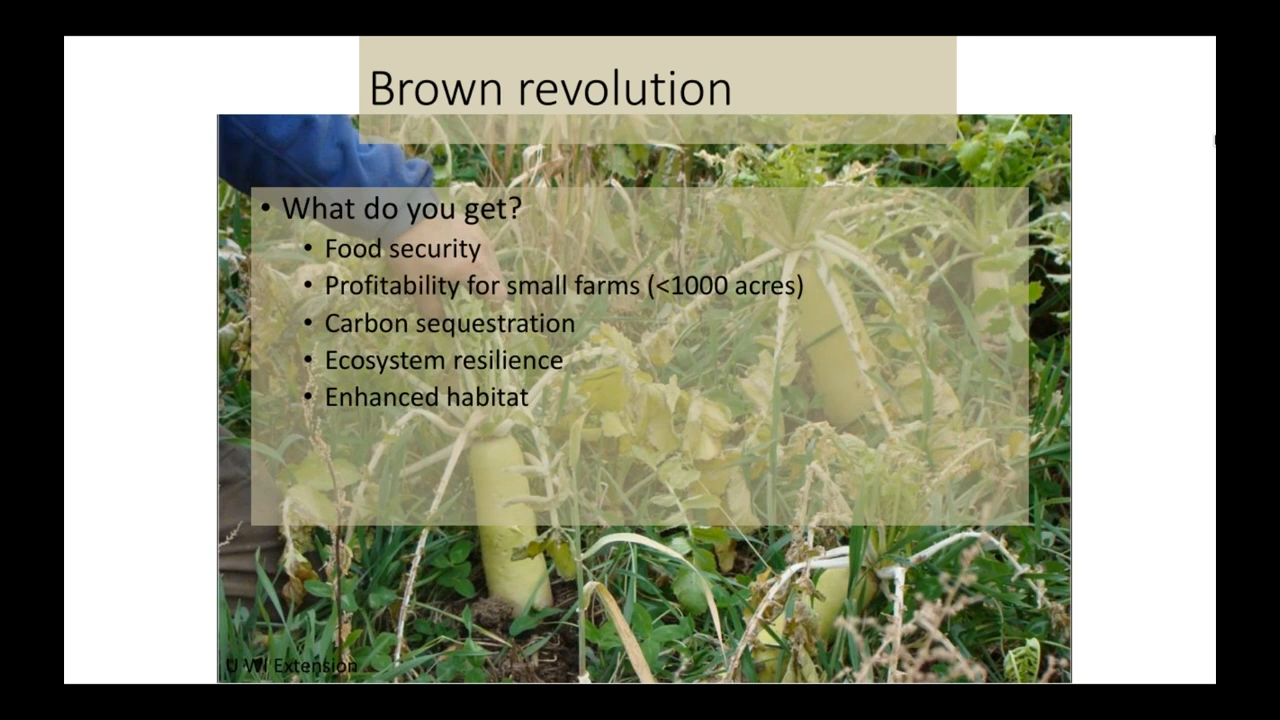 Brown revolution
• What do you get?
• Food security
• Profitability for small farms (<1000 acres)
• Carbon sequestration
• Ecosystem resilience
• Enhanced habitat
U WI Extension